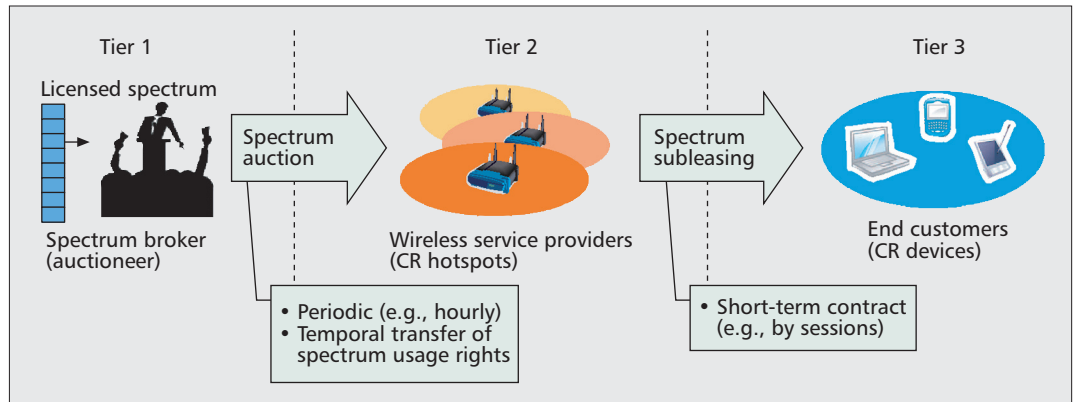 Tier 1
Tier 2
Tier 3
Licensed spectrum
Spectrum
auction
Spectrum
subleasing
Spectrum broker
(auctioneer)
Wireless service providers
(CR hotspots)
End customers
(CR devices)
• Periodic (e.g., hourly)
• Temporal transfer of
spectrum usage rights
• Short-term contract
(e.g., by sessions)